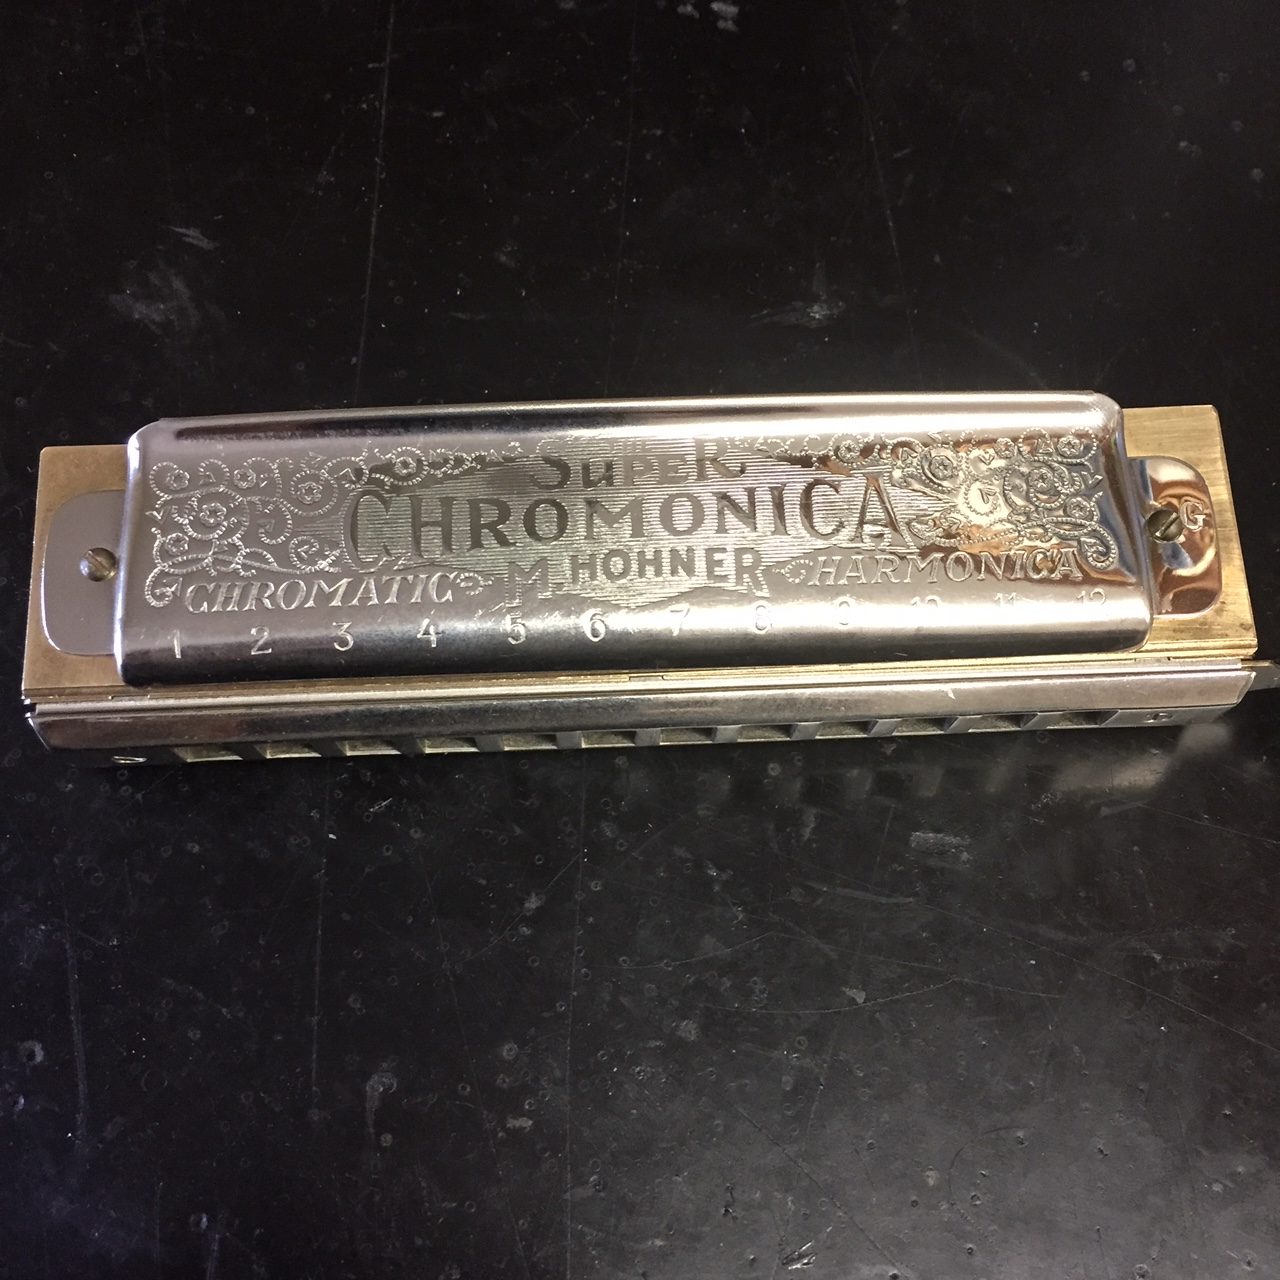 SUPER
CHROMONICA
M. HOHNER
CHROMATIC HARMONICA
G
1 2 3 4 5 6 7 8 9 10 11 12